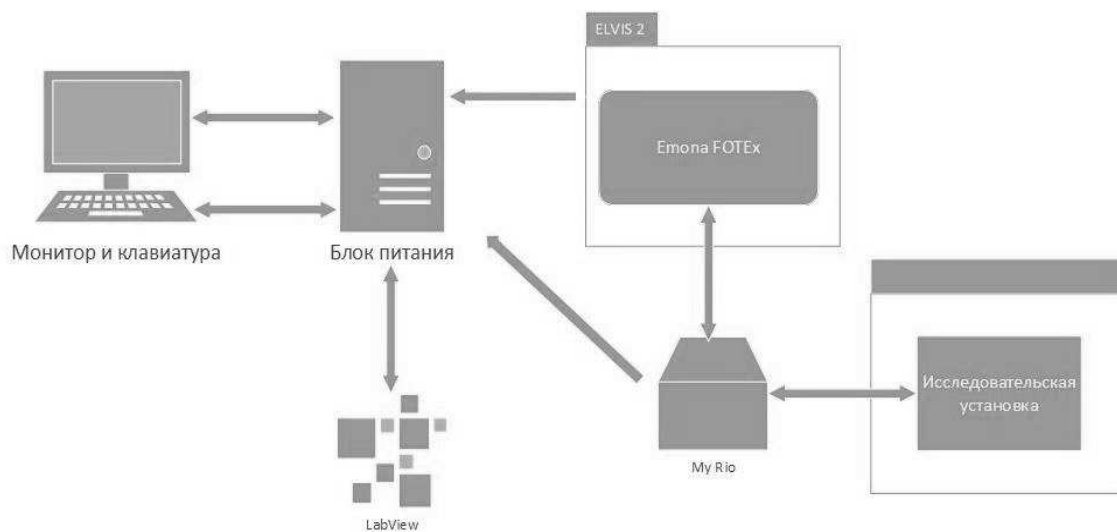 ELVIS 2
Emona FOTEx
Монитор и клавиатура
Блок питания
Исследовательская
установка
My Rio
LabView